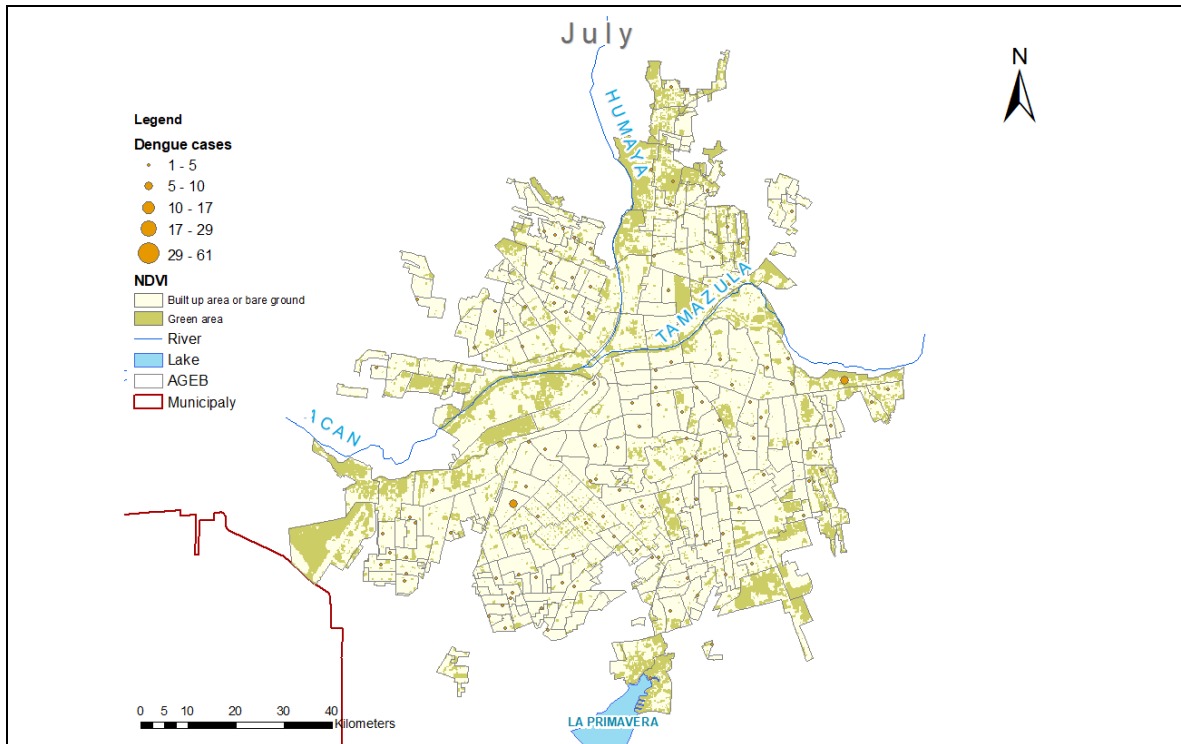 July
N
HUMAYA
Legend
Dengue cases
1 - 5
5 - 10
10 - 17
17 - 29
29 - 61
NDVI
Built up area or bare ground
Green area
River
Lake
AGEB
Municipaly
TAMAZULA
ACAN
0 5 10 20 30 40
Kilometers
LA PRIMAVERA